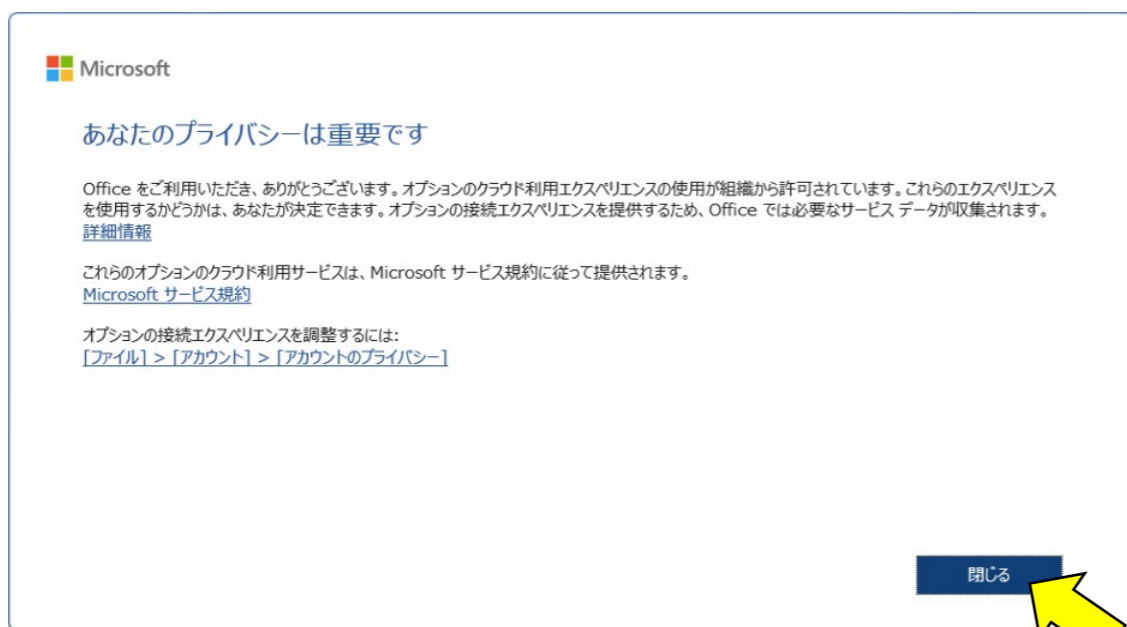 Microsoft
あなたのプライバシーは重要です
Office をご利用いただき、ありがとうございます。オプションのクラウド利用エクスペリエンスの使用が組織から許可されています。これらのエクスペリエンス
を使用するかどうかは、あなたが決定できます。オプションの接続エクスペリエンスを提供するため、Office では必要なサービス データが収集されます。
詳細情報
これらのオプションのクラウド利用サービスは、Microsoft サービス規約に従って提供されます。
Microsoft サービス規約
オプションの接続エクスペリエンスを調整するには:
[ファイル] > [アカウント] > [アカウントのプライバシー]
閉じる